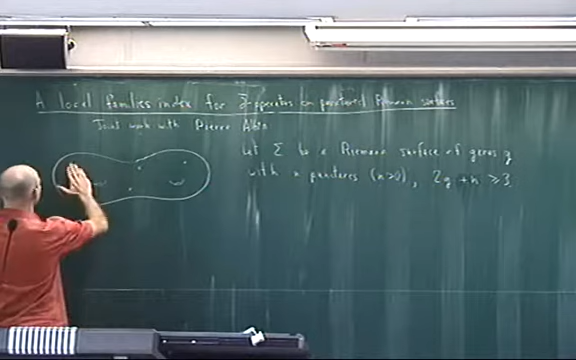 A local families index for ∂̄-operators on punctured Riemann surfaces
Joint work with Pierre Albin
Let Σ be a Riemann surface of genus g
with n punctures (n>0), 2g+n ≥ 3.